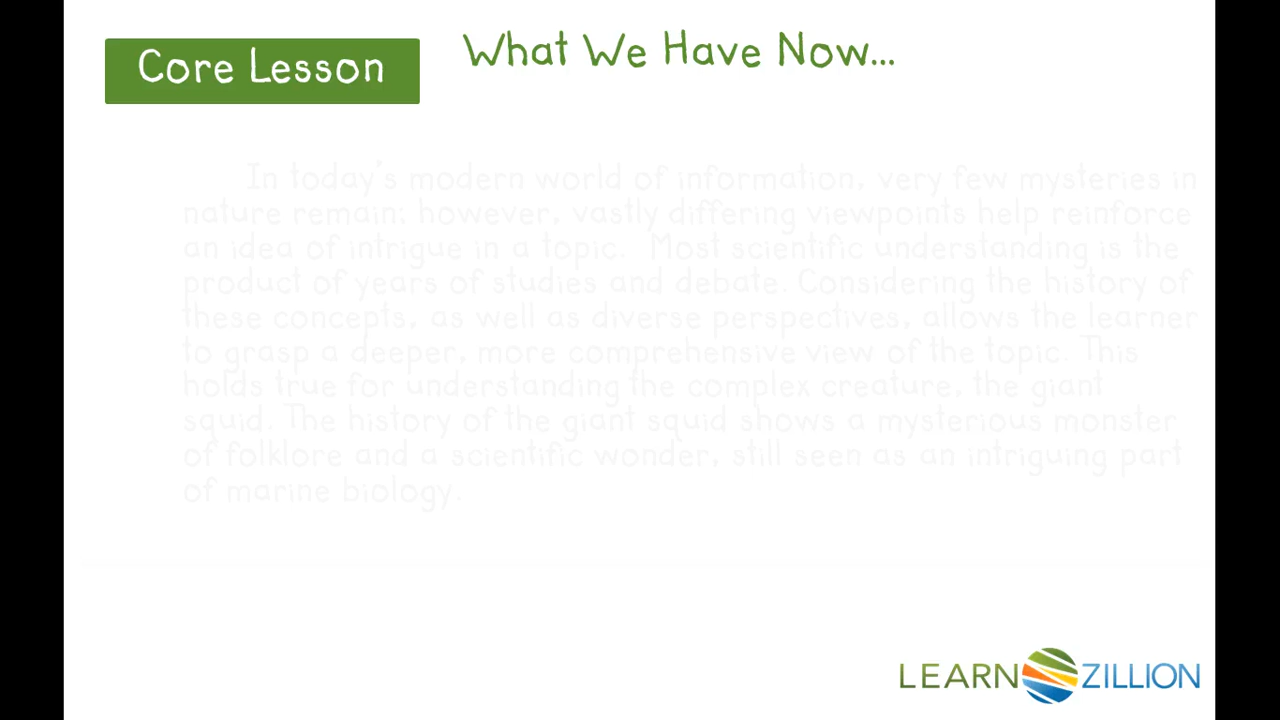 Core Lesson
What We Have Now...
In today's modern world of information, very few mysteries in
nature remain; however, vastly differing viewpoints help reinforce
an idea of intrigue in a topic. Most scientific understanding is the
product of years of studies and debate. Considering the history of
these concepts, as well as diverse perspectives, allows the learner
to grasp a deeper, more comprehensive view of the topic. This
holds true for understanding the complex creature, the giant
squid. The history of the giant squid shows a mysterious monster
of folklore and a scientific wonder, still seen as an intriguing part
of marine biology.
LEARN ZILLION